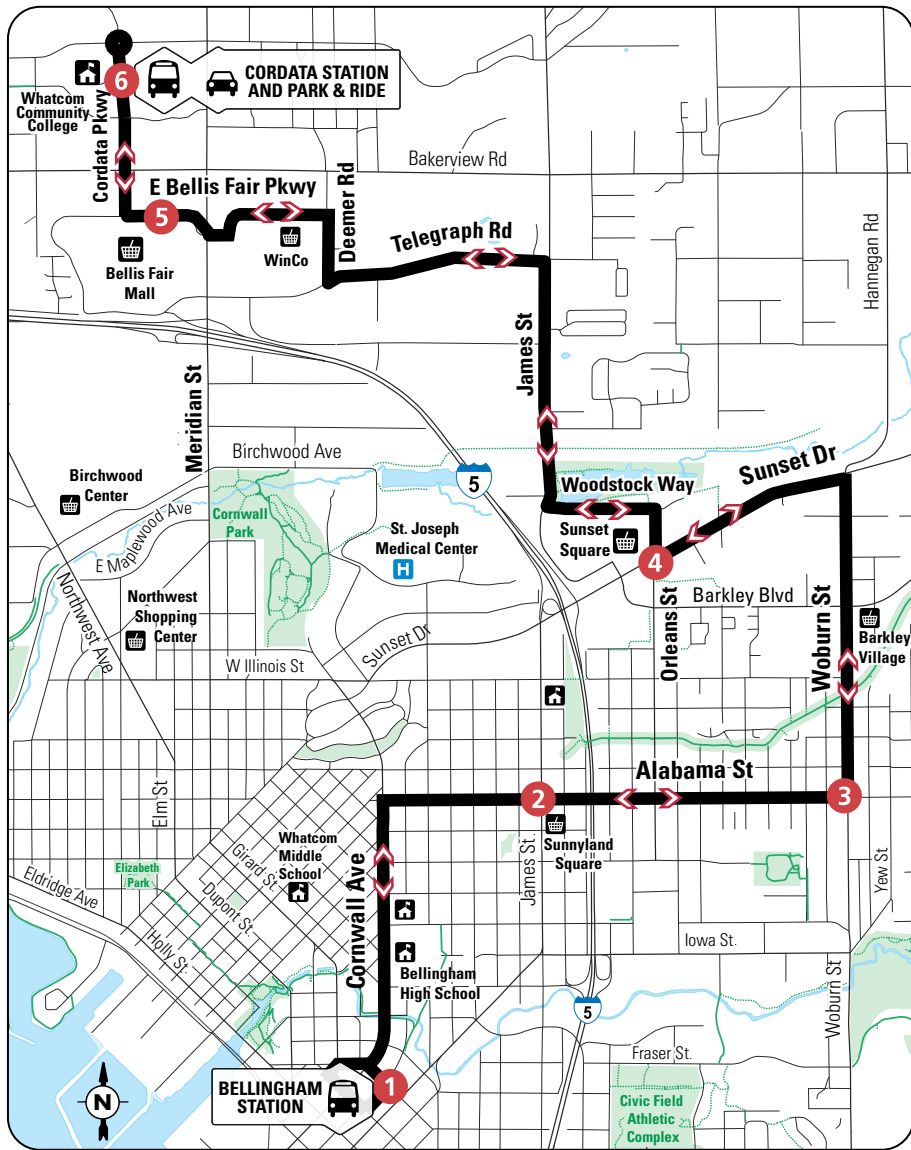 6
CORDATA STATION
AND PARK & RIDE
Whatcom
Community
College
Cordata Pkwy
Bakerview Rd
E Bellis Fair Pkwy
Deemer Rd
Hannegan Rd
5
Telegraph Rd
WinCo
Bellis Fair
Mall
James St
Meridian St
Birchwood Ave
5
Sunset Dr
Birchwood
Center
Woodstock Way
Cornwall
Park
St. Joseph
Medical Center
H
Sunset
Square
E Maplewood Ave
4
Northwest Ave
Northwest
Shopping
Center
Orleans St
Barkley Blvd
Woburn St
Barkley
Village
Sunset Dr
W Illinois St
Alabama St
Elm St
2
3
Sunnyland
Square
James St.
Whatcom
Middle
School
Girard St.
Cornwall Ave
Elizabeth
Park
Dupont St.
Yew St.
Eldridge Ave
Holly St.
Iowa St.
Bellingham
High School
Woburn St
5
Fraser St.
BELLINGHAM
STATION
1
N
Civic Field
Athletic
Complex